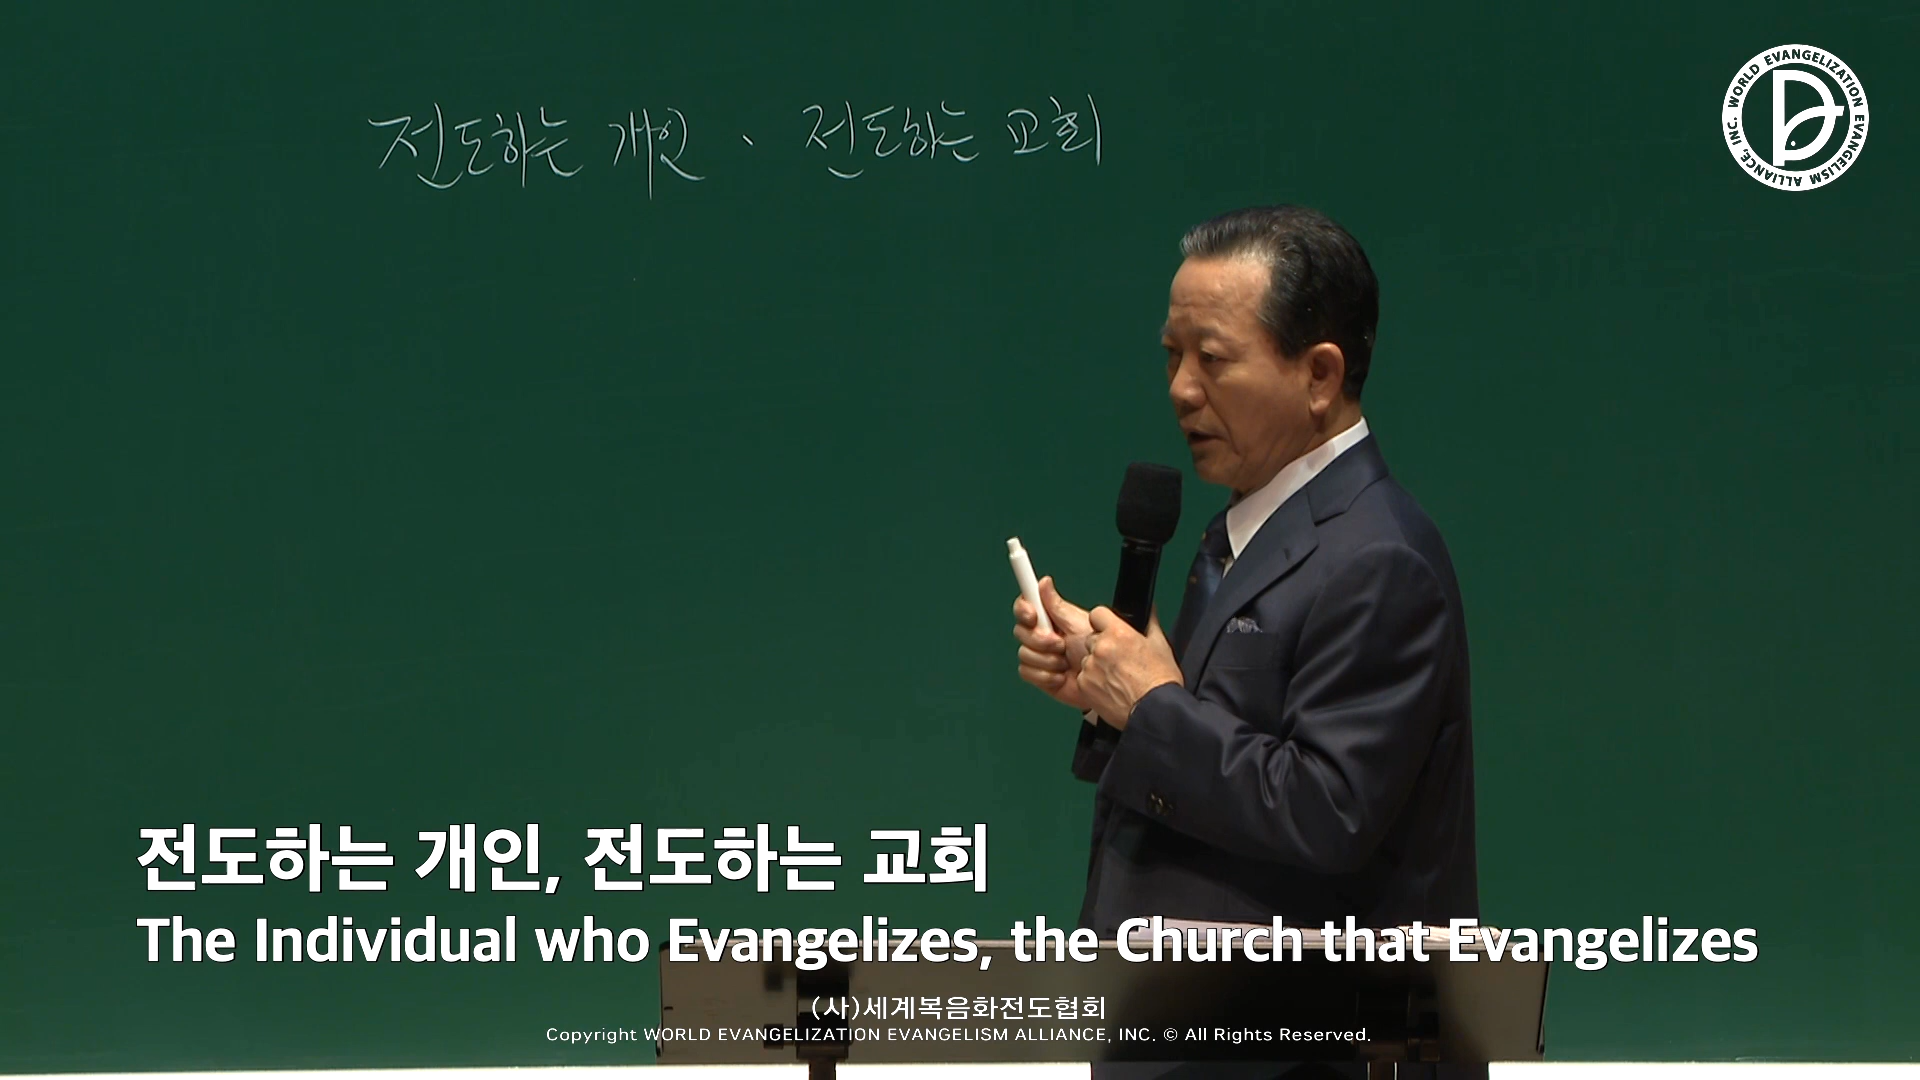 전도하는 개인 、 전도하는 교회
WORLD EVANGELIZATION EVANGELISM ALLIANCE, INC.
전도하는 개인, 전도하는 교회
The Individual who Evangelizes, the Church that Evangelizes
(사)세계복음화전도협회
Copyright WORLD EVANGELIZATION EVANGELISM ALLIANCE, INC. © All Rights Reserved.